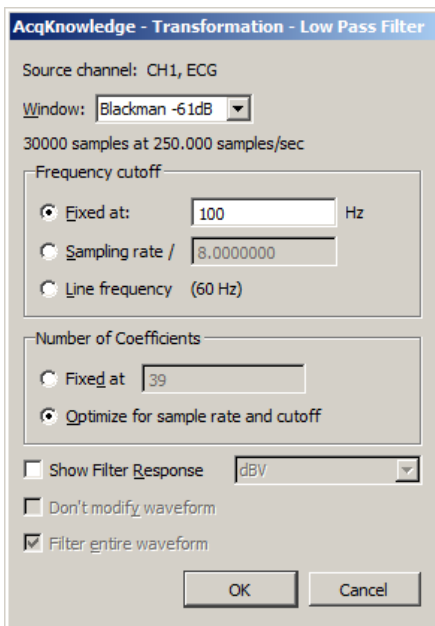 AcqKnowledge - Transformation - Low Pass Filter
Source channel: CH1, ECG
Window: Blackman -61dB
30000 samples at 250.000 samples/sec
Frequency cutoff
Fixed at: 100 Hz
Sampling rate / 8.0000000
Line frequency (60 Hz)
Number of Coefficients
Fixed at 39
Optimize for sample rate and cutoff
Show Filter Response dBV
Don't modify waveform
Filter entire waveform
OK Cancel